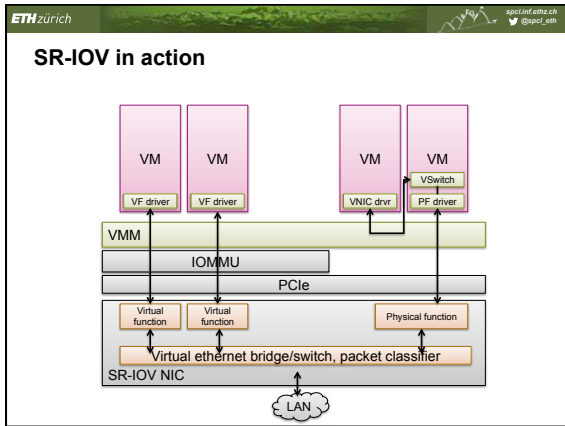 ETH zürich
spcl.inf.ethz.ch
@spcl_eth
SR-IOV in action
VM
VM
VM
VM
VSwitch
VF driver
VF driver
VNIC drvr
PF driver
VMM
IOMMU
PCIe
Virtual
function
Virtual
function
Physical function
Virtual ethernet bridge/switch, packet classifier
SR-IOV NIC
LAN